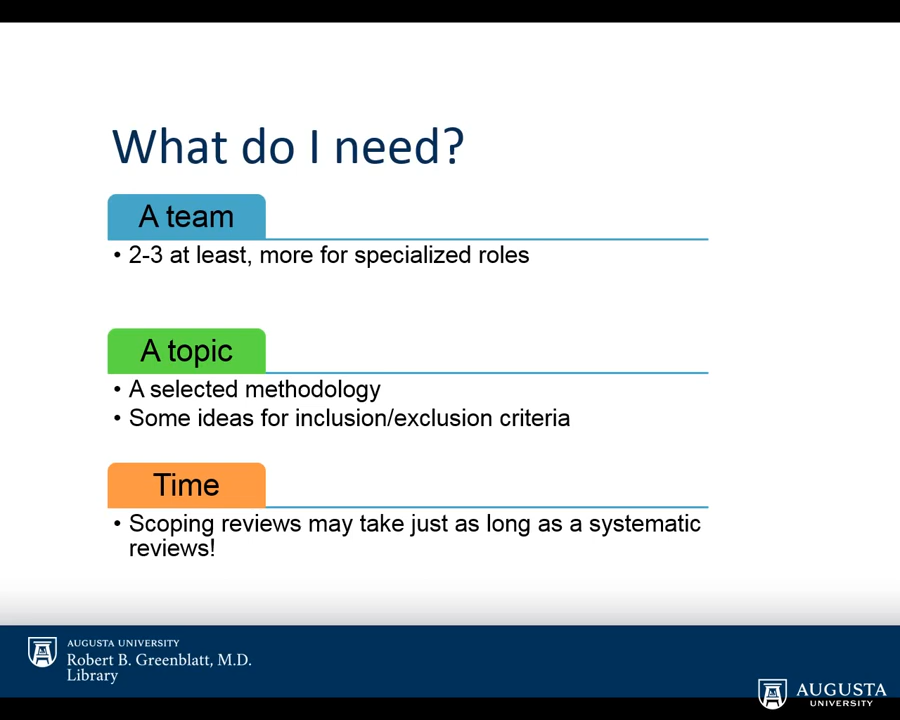 What do I need?
A team
• 2-3 at least, more for specialized roles
A topic
• A selected methodology
• Some ideas for inclusion/exclusion criteria
Time
• Scoping reviews may take just as long as a systematic
reviews!
AUGUSTA UNIVERSITY
Robert B. Greenblatt, M.D.
Library
AUGUSTA
UNIVERSITY